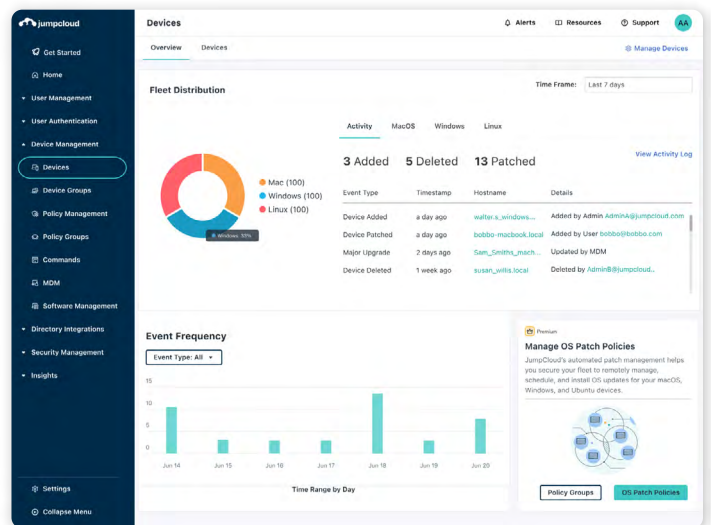 jumpcloud
Get Started
Home
User Management
User Authentication
Device Management
Devices
Device Groups
Policy Management
Policy Groups
Commands
MDM
Software Management
Directory Integrations
Security Management
Insights
Settings
Collapse Menu
Devices
Alerts
Resources
Support
AA
Overview
Devices
Manage Devices
Fleet Distribution
Time Frame:
Last 7 days
Mac (100)
Windows (100)
Linux (100)
Windows: 33%
Activity
MacOS
Windows
Linux
3 Added
5 Deleted
13 Patched
View Activity Log
Event Type Timestamp Hostname Details
Device Added a day ago walter.s_windows.... Added by Admin AdminA@jumpcloud.com
Device Patched a day ago bobbo-macbook.local Added by User bobbo@bobbo.com
Major Upgrade 2 days ago Sam_Smiths_mach... Updated by MDM
Device Deleted 1 week ago susan_willis.local Deleted by AdminB@jumpcloud..
Event Frequency
Event Type: All
15
10
5
0
Jun 14
Jun 15
Jun 16
Jun 17
Jun 18
Jun 19
Jun 20
Time Range by Day
Premium
Manage OS Patch Policies
JumpCloud's automated patch management helps
you secure your fleet to remotely manage,
schedule, and install OS updates for your macOS,
Windows, and Ubuntu devices.
Policy Groups
OS Patch Policies